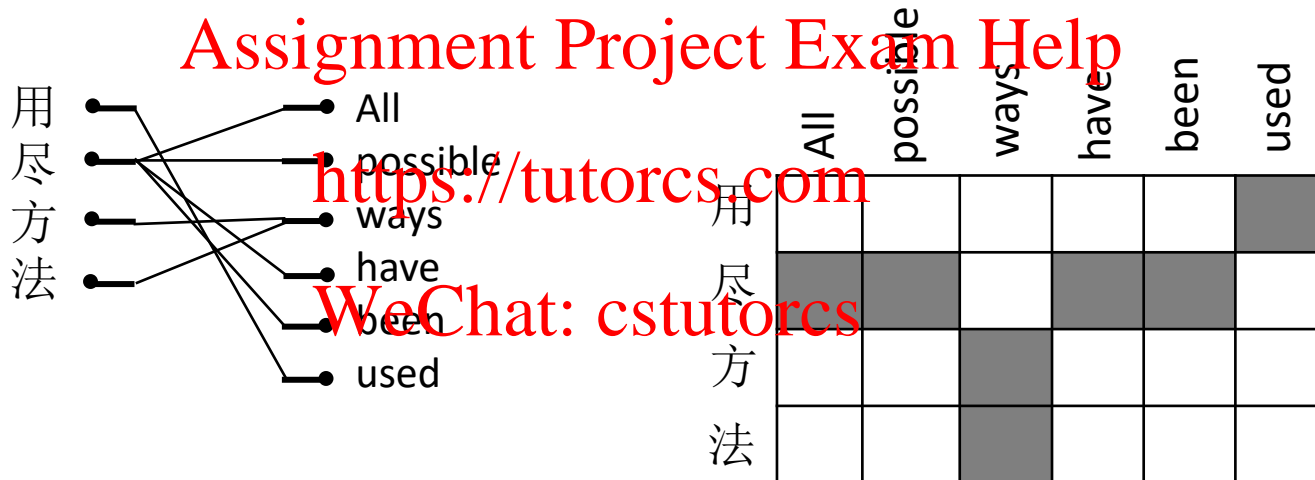 Assignment Project Exam Help
用 All
尽 possible
方 ways
法 have
been
used
https://tutorcs.com
WeChat: cstutorcs
All possible ways have been used
用
尽
方
法